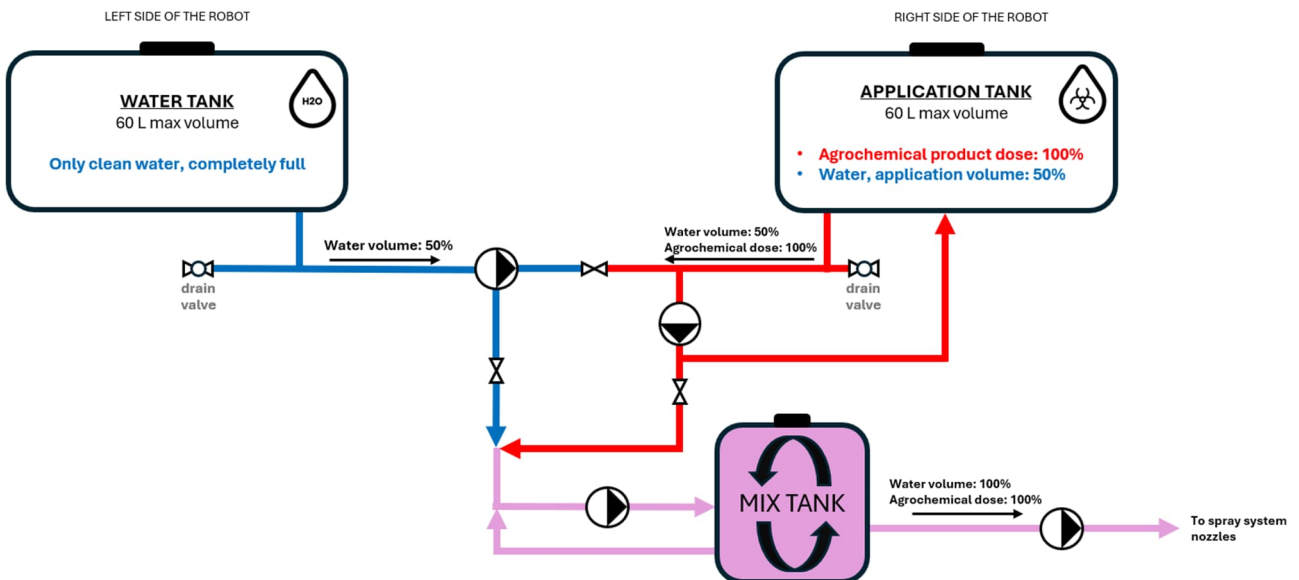 LEFT SIDE OF THE ROBOT
RIGHT SIDE OF THE ROBOT
WATER TANK
60 L max volume
H2O
Only clean water, completely full
APPLICATION TANK
60 L max volume
• Agrochemical product dose: 100%
• Water, application volume: 50%
Water volume: 50%
Water volume: 50%
Agrochemical dose: 100%
drain
valve
drain
valve
MIX TANK
Water volume: 100%
Agrochemical dose: 100%
To spray system
nozzles